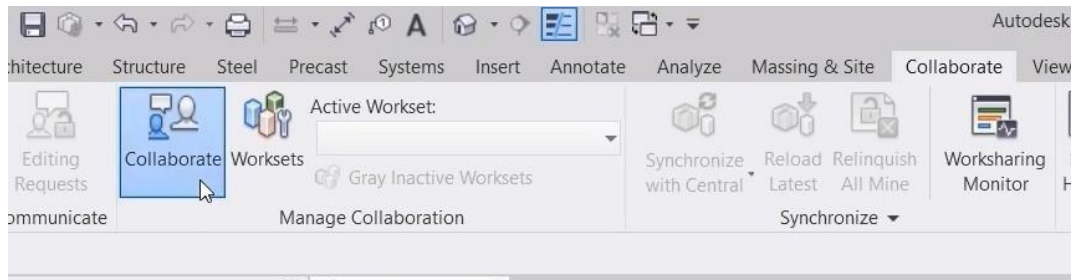 A
Autodesk
chitecture Structure Steel Precast Systems Insert Annotate Analyze Massing & Site Collaborate View
Editing Requests
Collaborate
Worksets
Active Workset:
Gray Inactive Worksets
Synchronize with Central
Reload Latest
Relinquish All Mine
Worksharing Monitor
ommunicate
Manage Collaboration
Synchronize